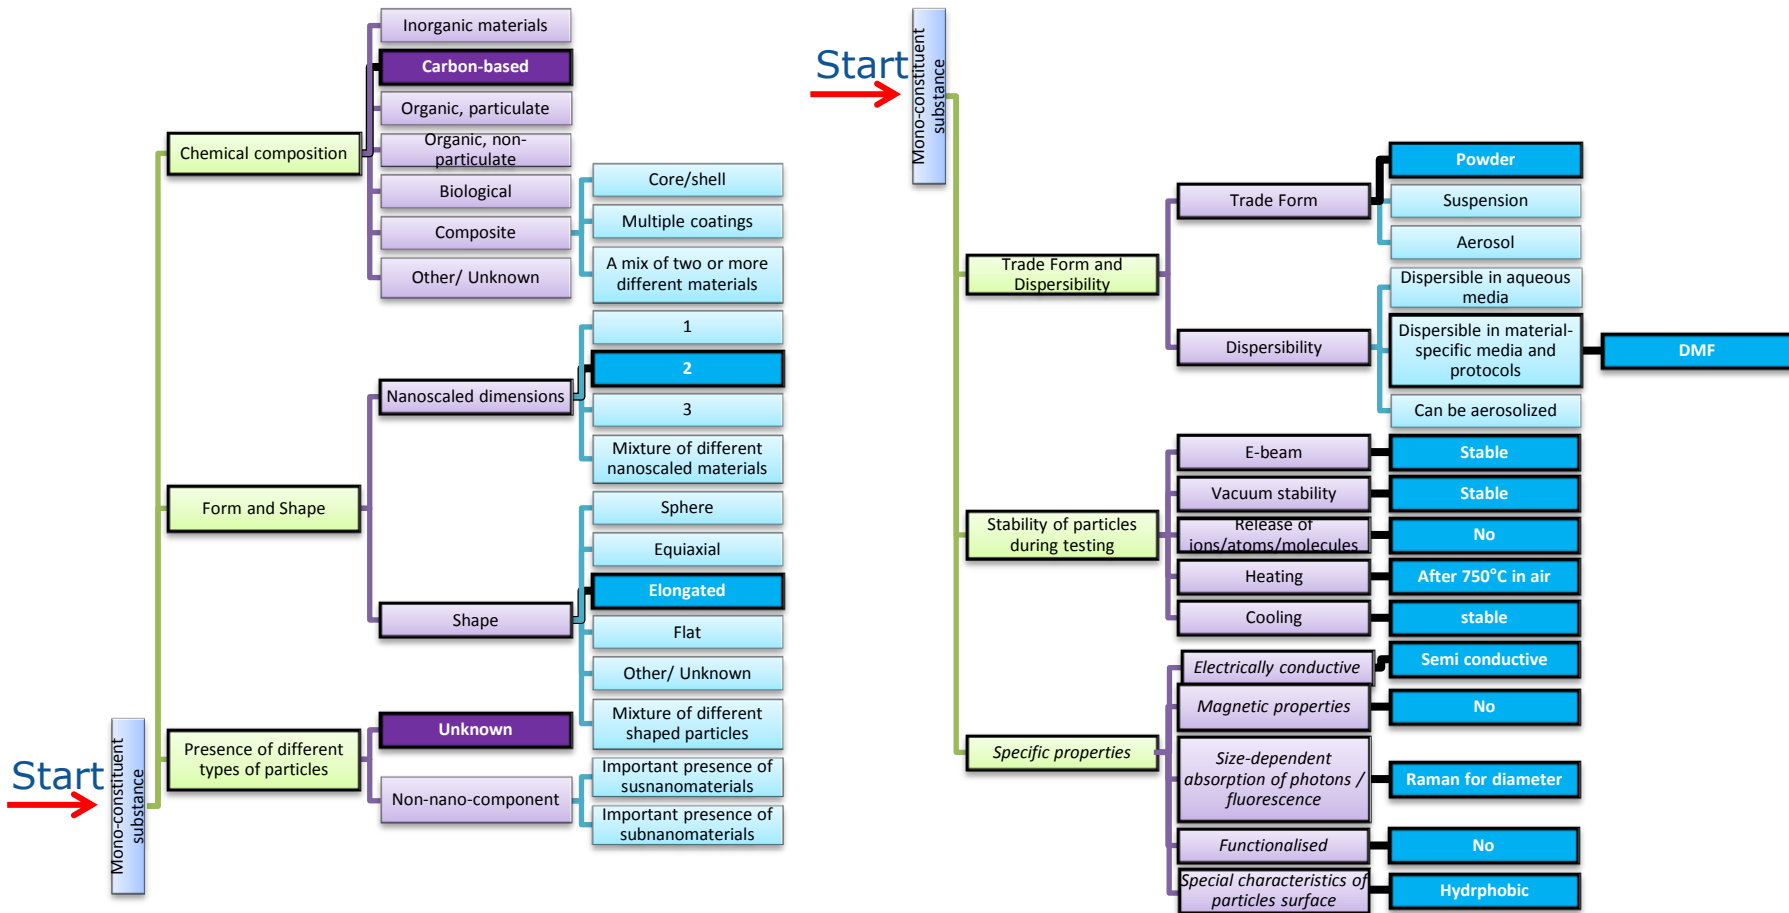 Inorganic materials
Carbon-based
Organic, particulate
Organic, non-
particulate
Biological
Composite
Other/ Unknown
Chemical composition
Core/shell
Multiple coatings
A mix of two or more
different materials
1
2
3
Mixture of different
nanoscaled materials
Nanoscaled dimensions
Form and Shape
Sphere
Equiaxial
Elongated
Flat
Other/ Unknown
Mixture of different
shaped particles
Shape
Presence of different
types of particles
Unknown
Non-nano-component
Important presence of
susnanomaterials
Important presence of
subnanomaterials
Start
Mono-constituent
substance
Start
Mono-constituent
substance
Trade Form and
Dispersibility
Trade Form
Powder
Suspension
Aerosol
Dispersibility
Dispersible in aqueous
media
Dispersible in material-
specific media and
protocols
DMF
Can be aerosolized
Stability of particles
during testing
E-beam
Stable
Vacuum stability
Stable
Release of
ions/atoms/molecules
No
Heating
After 750°C in air
Cooling
stable
Specific properties
Electrically conductive
Semi conductive
Magnetic properties
No
Size-dependent
absorption of photons /
fluorescence
Raman for diameter
Functionalised
No
Special characteristics of
particles surface
Hydrphobic